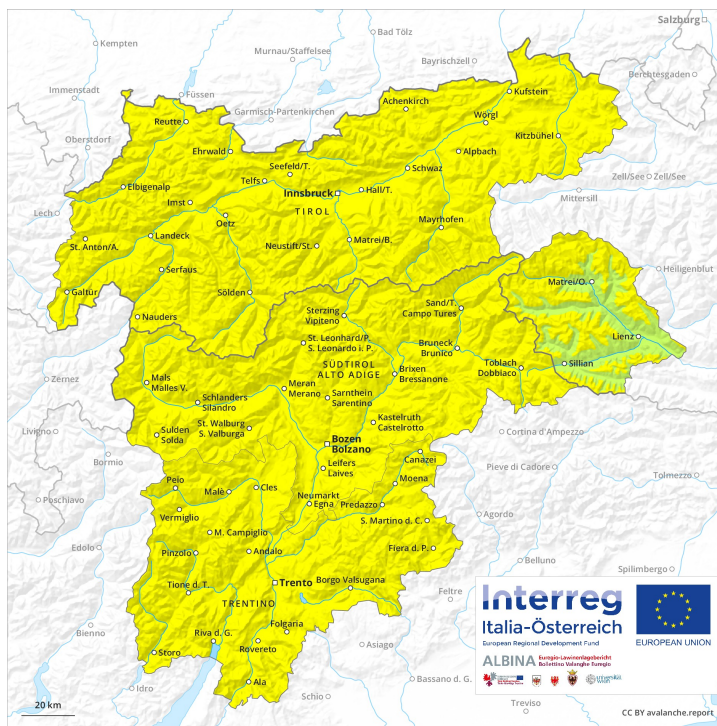 Salzburg
Kempten
Bad Tölz
Murnau/Staffelsee
Bayrischzell
Berchtesgaden
Immenstadt
Füssen
Garmisch-Partenkirchen
Achenkirch
Kufstein
Reutte
Wörgl
Oberstdorf
Ehrwald
Kitzbühel
Seefeld/T.
Alpbach
Telfs
Schwaz
Zell/See
Zell/See
Elbigenalp
Innsbruck
Hall/T.
Mittersill
Lech
Imst
TIROL
Oetz
Mayrhofen
St. Anton/A.
Landeck
Neustift/St.
Matrei/B.
Serfaus
Heiligenblut
Galtür
Sölden
Matrei/O.
Nauders
Sterzing
Vipiteno
Sand/T.
Campo Tures
Lienz
St. Leonhard/P.
S. Leonardo i. P.
Bruneck
Brunico
Toblach
Dobbiaco
Sillian
SÜDTIROL
ALTO ADIGE
Brixen
Bressanone
Zernez
Mals
Malles V.
Meran
Merano
Schlanders
Silandro
Sarnthein
Sarentino
St. Walburg
S. Valburga
Kastelruth
Castelrotto
Sulden
Solda
Livigno
Cortina d'Ampezzo
Bozen
Bolzano
Bormio
Canazei
Pieve di Cadore
Leifers
Laives
Tolmezzo
Peio
Malè
Cles
Moena
Poschiavo
Neumarkt
Egna
Predazzo
Vermiglio
Agordo
S. Martino d. C.
M. Campiglio
Edolo
Pinzolo
Andalo
Fiera d. P.
Belluno
Spilimbergo
Tione d. T.
Trento
Borgo Valsugana
Feltre
TRENTINO
Folgaria
Bienno
Riva d. G.
Rovereto
Asiago
Storo
Bassano d. G.
Ala
Idro
Schio
Treviso
20 km
Interreg
Italia-Österreich
European Regional Development Fund
EUROPEAN UNION
ALBINA
Euregio-Lawinenlagebericht
Bollettino Valanghe Euregio
universität
wien
CC BY avalanche.report